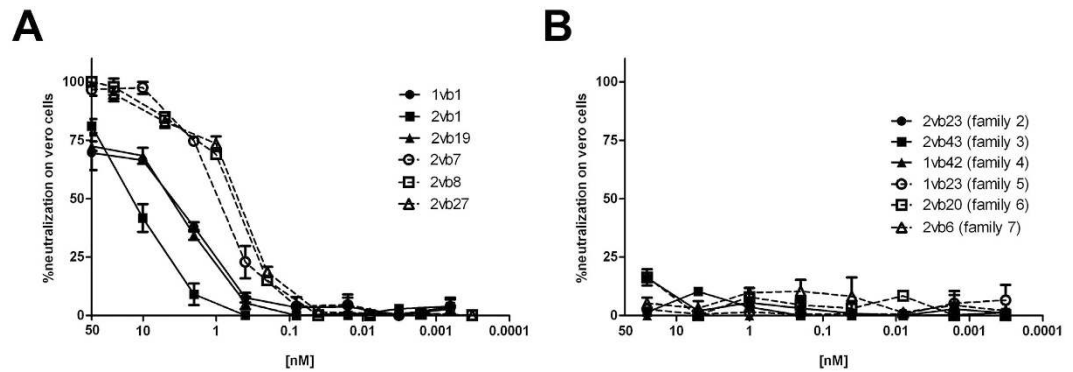 A
%neutralization on vero cells
100
75
50
25
0
50 10 1 0.1 0.01 0.001 0.0001
[nM]
1vb1
2vb1
2vb19
2vb7
2vb8
2vb27
B
%neutralization on vero cells
100
75
50
25
0
50 10 1 0.1 0.01 0.001 0.0001
[nM]
2vb23 (family 2)
2vb43 (family 3)
1vb42 (family 4)
1vb23 (family 5)
2vb20 (family 6)
2vb6 (family 7)